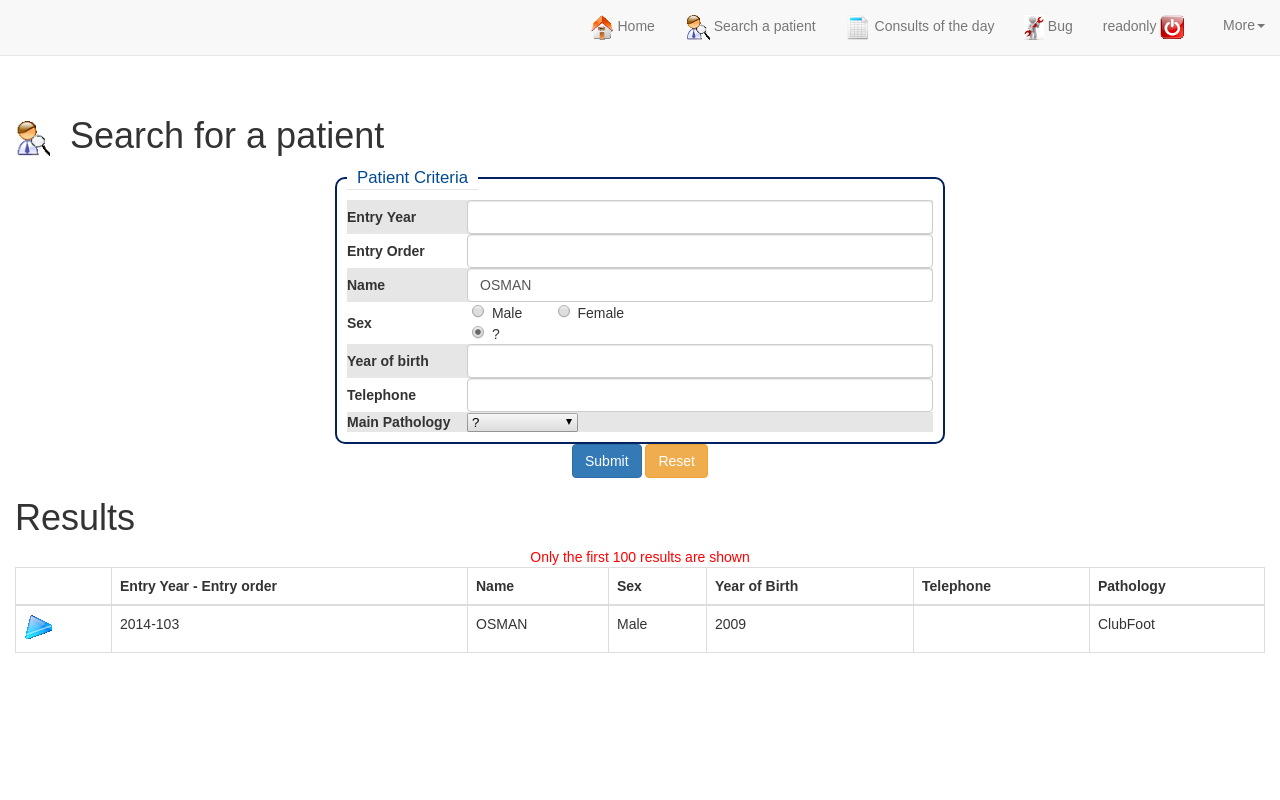 Home Search a patient Consults of the day Bug readonly More
Search for a patient
Patient Criteria
Entry Year
Entry Order
Name OSMAN
Sex Male Female
?
Year of birth
Telephone
Main Pathology ?
Submit Reset
Results
Only the first 100 results are shown
Entry Year - Entry order Name Sex Year of Birth Telephone Pathology
2014-103 OSMAN Male 2009 ClubFoot